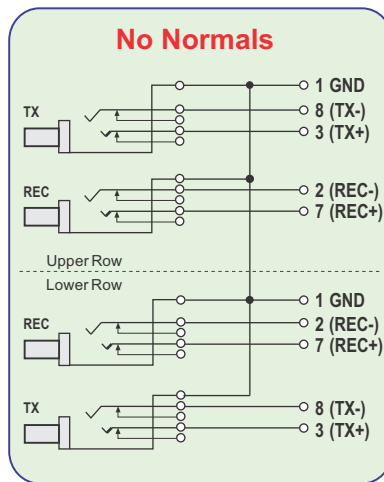 No Normals
1 GND
TX
8 (TX-)
3 (TX+)
REC
2 (REC-)
7 (REC+)
Upper Row
Lower Row
1 GND
REC
2 (REC-)
7 (REC+)
TX
8 (TX-)
3 (TX+)